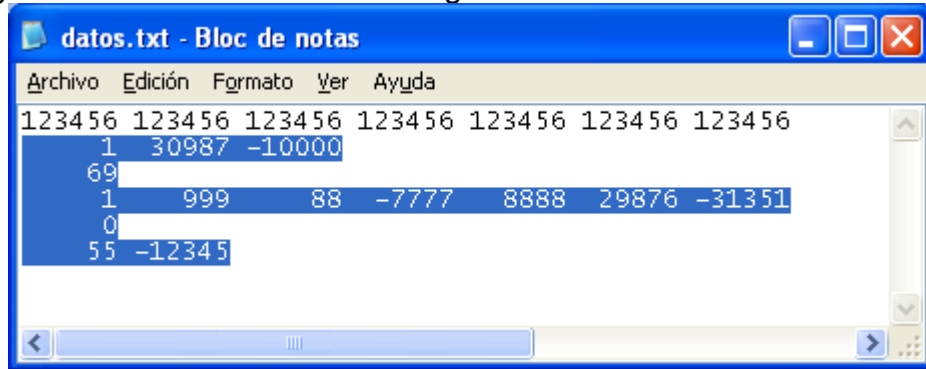 datos.txt - Bloc de notas
Archivo Edición Formato Ver Ayuda
123456 123456 123456 123456 123456 123456 123456
     1  30987 -10000
    69
     1    999     88  -7777   8888  29876 -31351
     0
    55 -12345